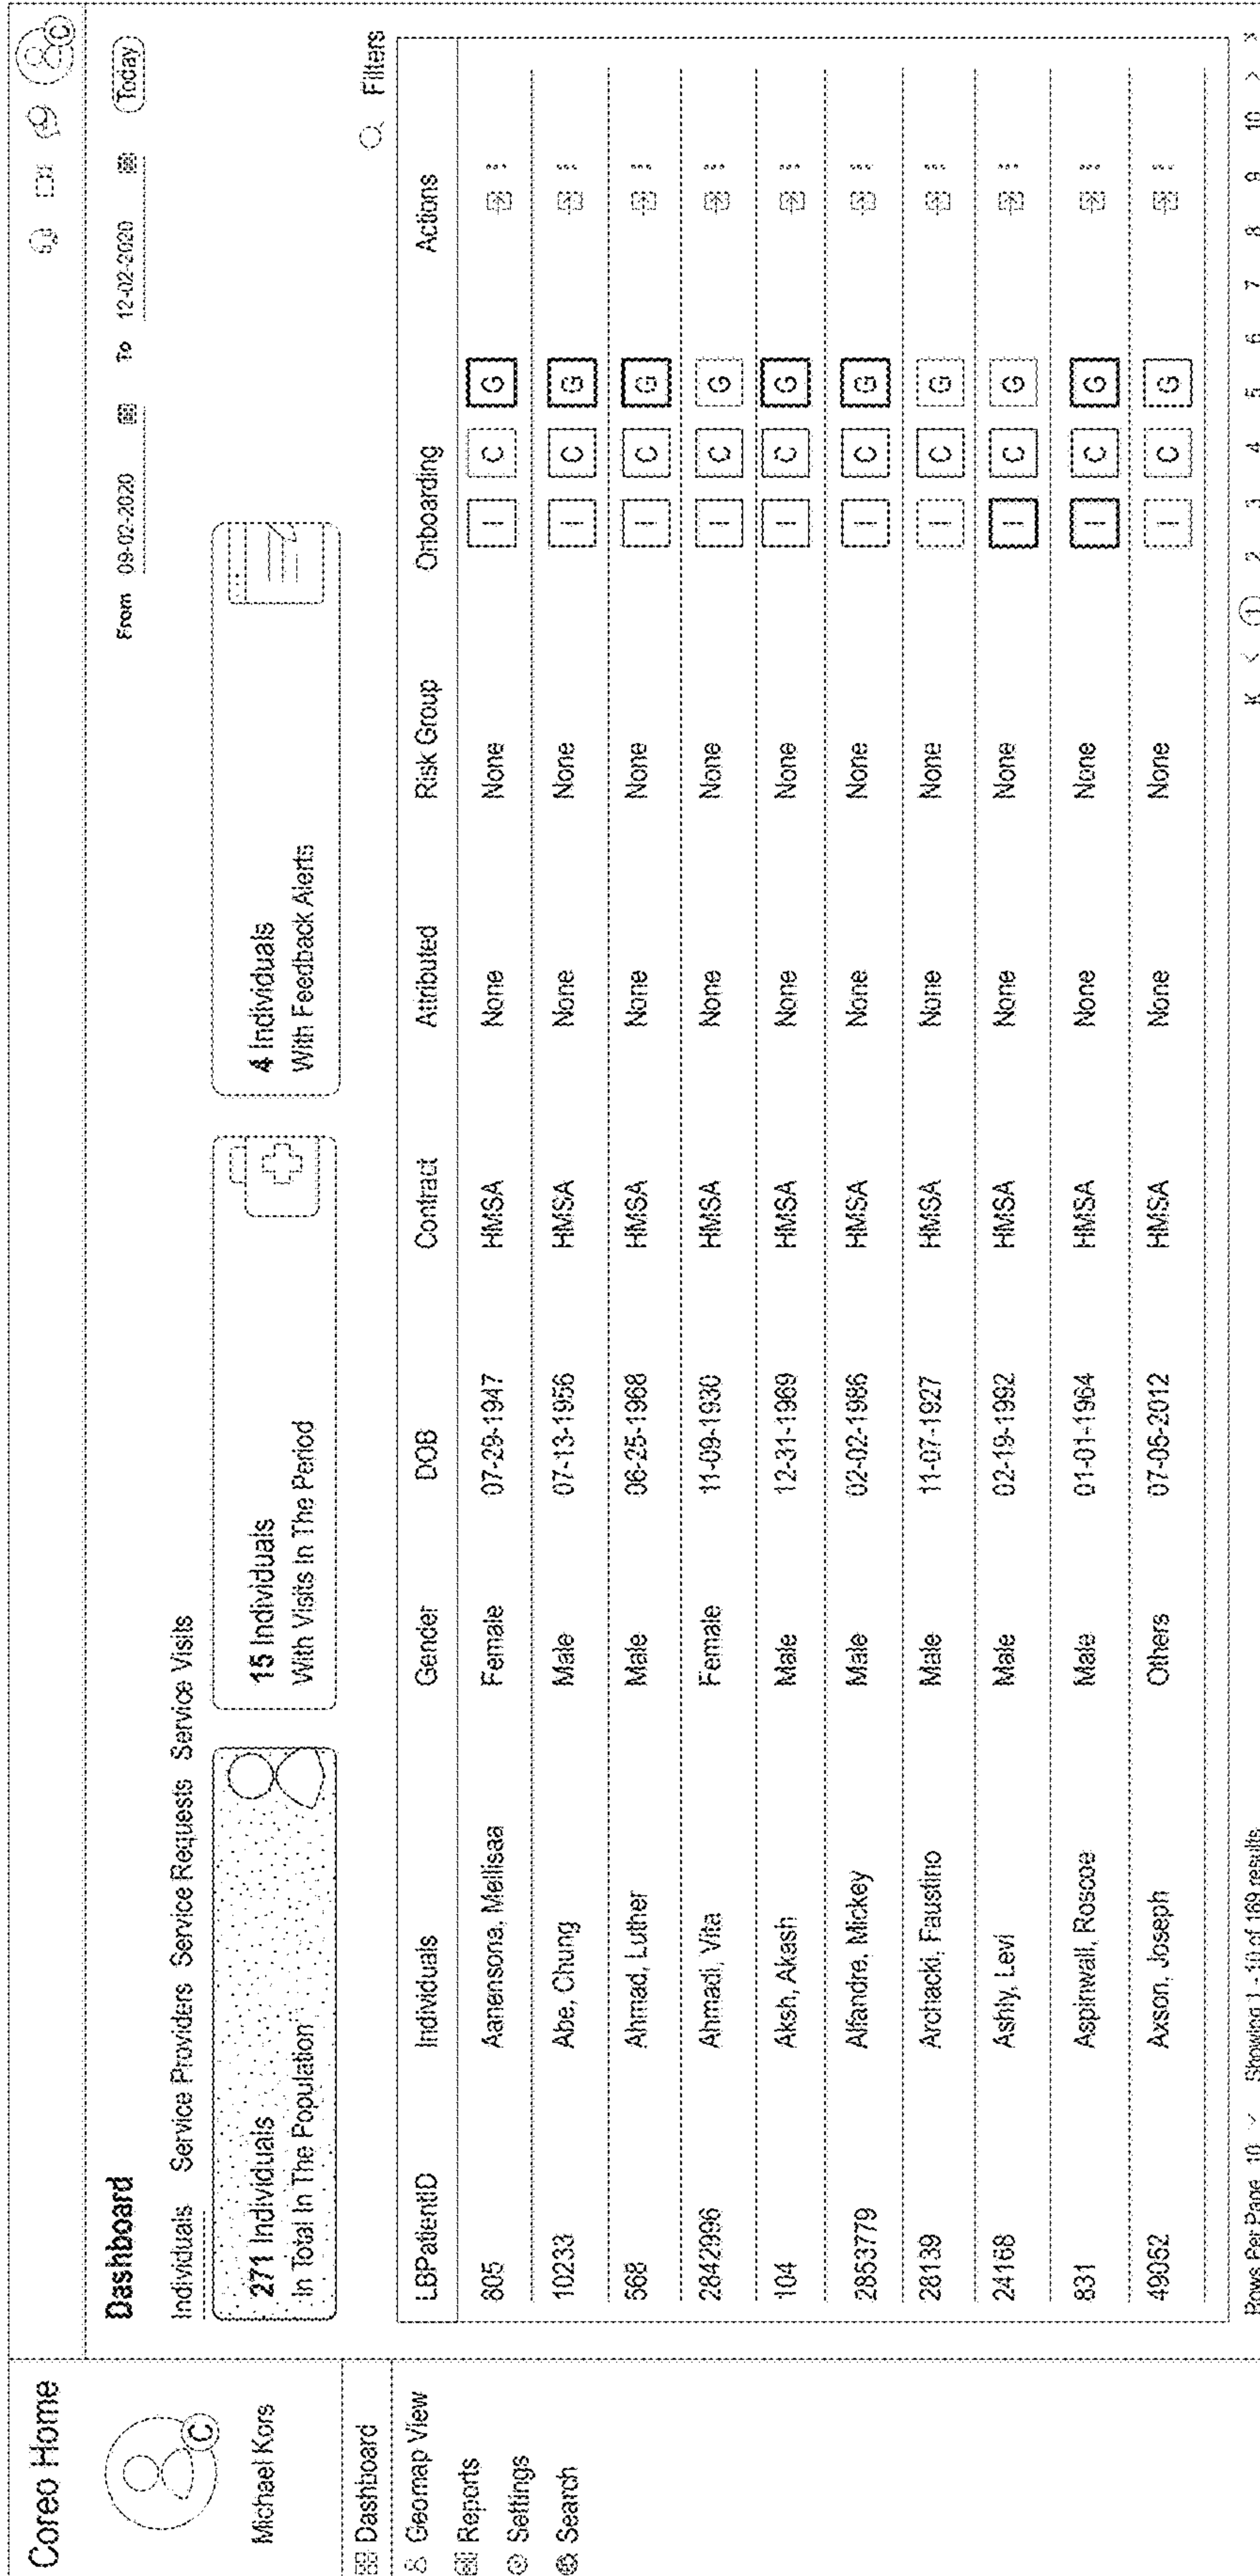 Coreo Home
Michael Kors
Dashboard
Geomap View
Reports
Settings
Search
Dashboard
From 09-02-2020 To 12-02-2020 Today
Individuals Service Providers Service Requests Service Visits
271 Individuals
In Total In The Population
15 Individuals
With Visits In The Period
4 Individuals
With Feedback Alerts
Filters
LBPatientID Individuals Gender DOB Contract Attributed Risk Group Onboarding Actions
605 Aanensona, Mellisaa Female 07-29-1947 HMSA None None I C G
10233 Abe, Chung Male 07-13-1956 HMSA None None I C G
568 Ahmad, Luther Male 06-25-1968 HMSA None None I C G
2842996 Ahmadi, Vita Female 11-09-1930 HMSA None None I C G
104 Aksh, Akash Male 12-31-1969 HMSA None None I C G
2853779 Alfandre, Mickey Male 02-02-1986 HMSA None None I C G
28139 Archacki, Faustino Male 11-07-1927 HMSA None None I C G
24168 Ashly, Levi Male 02-19-1992 HMSA None None I C G
831 Aspinwall, Roscoe Male 01-01-1964 HMSA None None I C G
49052 Axson, Joseph Others 07-05-2012 HMSA None None I C G
Rows Per Page 10 Showing 1 - 10 of 169 results K < 1 2 3 4 5 6 7 8 9 10 >